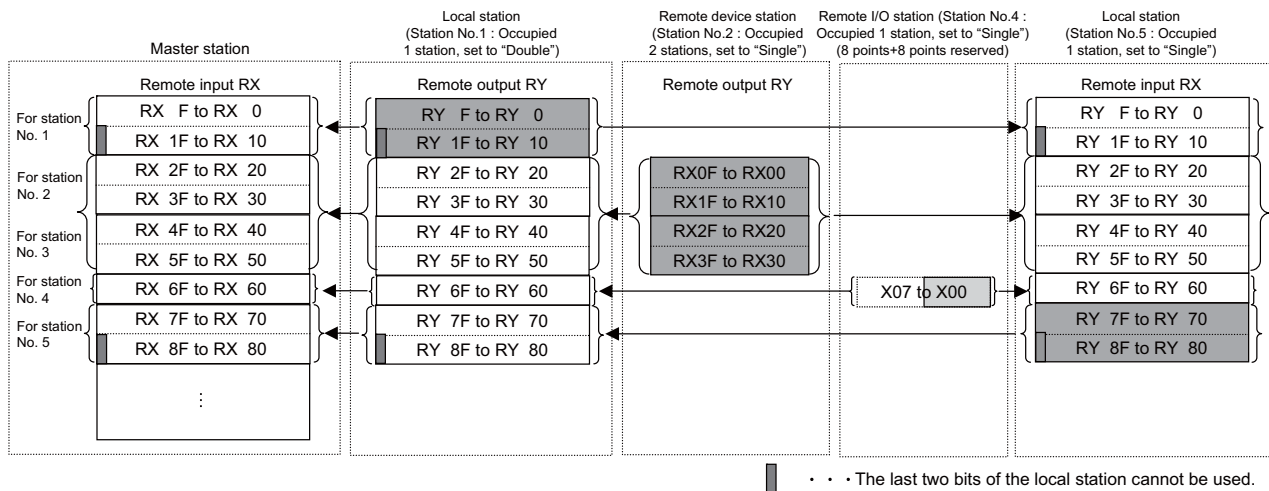 Master station
Local station
(Station No.1 : Occupied
1 station, set to “Double”)
Remote device station
(Station No.2 : Occupied
2 stations, set to “Single”)
Remote I/O station (Station No.4 :
Occupied 1 station, set to “Single”)
(8 points+8 points reserved)
Local station
(Station No.5 : Occupied
1 station, set to “Single”)
Remote input RX
For station
No. 1
RX F to RX 0
RX 1F to RX 10
For station
No. 2
RX 2F to RX 20
RX 3F to RX 30
For station
No. 3
RX 4F to RX 40
RX 5F to RX 50
For station
No. 4
RX 6F to RX 60
For station
No. 5
RX 7F to RX 70
RX 8F to RX 80
⋮
Remote output RY
RY F to RY 0
RY 1F to RY 10
RY 2F to RY 20
RY 3F to RY 30
RY 4F to RY 40
RY 5F to RY 50
RY 6F to RY 60
RY 7F to RY 70
RY 8F to RY 80
Remote output RY
RX0F to RX00
RX1F to RX10
RX2F to RX20
RX3F to RX30
X07 to X00
Remote input RX
RY F to RY 0
RY 1F to RY 10
RY 2F to RY 20
RY 3F to RY 30
RY 4F to RY 40
RY 5F to RY 50
RY 6F to RY 60
RY 7F to RY 70
RY 8F to RY 80
・・・The last two bits of the local station cannot be used.